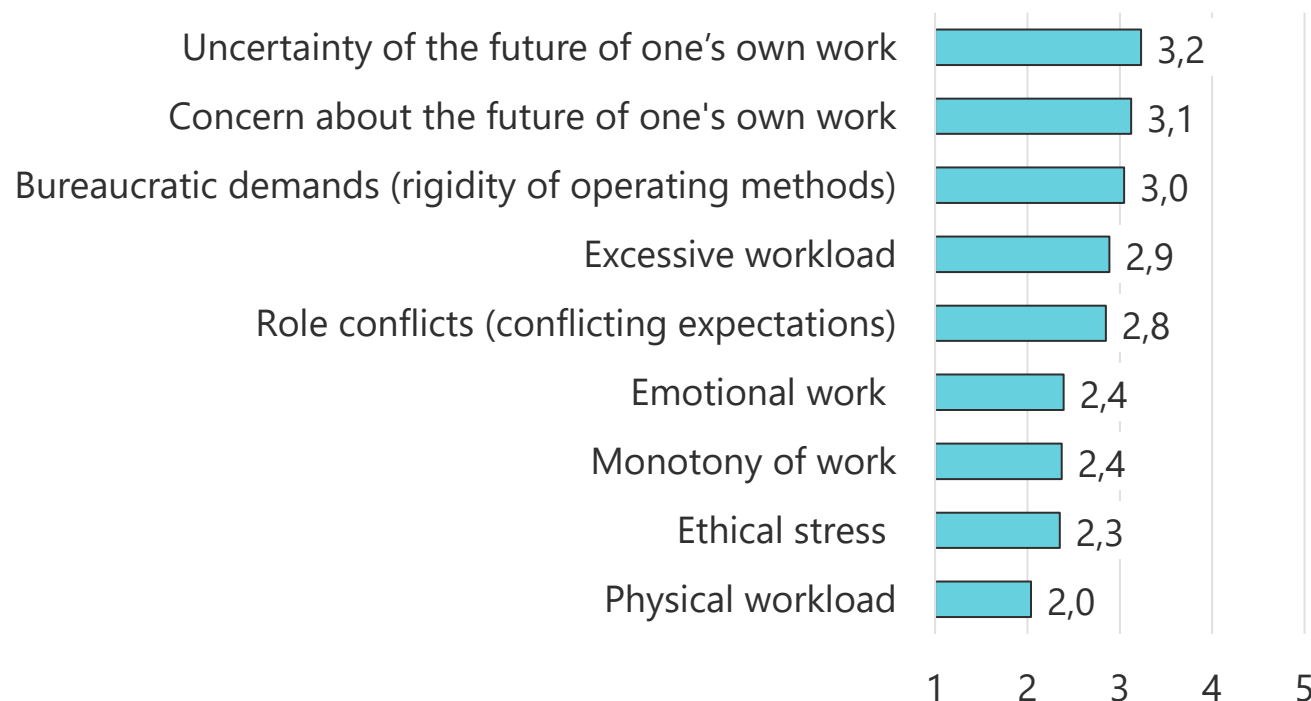 Uncertainty of the future of one’s own work 3,2
Concern about the future of one's own work 3,1
Bureaucratic demands (rigidity of operating methods) 3,0
Excessive workload 2,9
Role conflicts (conflicting expectations) 2,8
Emotional work 2,4
Monotony of work 2,4
Ethical stress 2,3
Physical workload 2,0
1 2 3 4 5